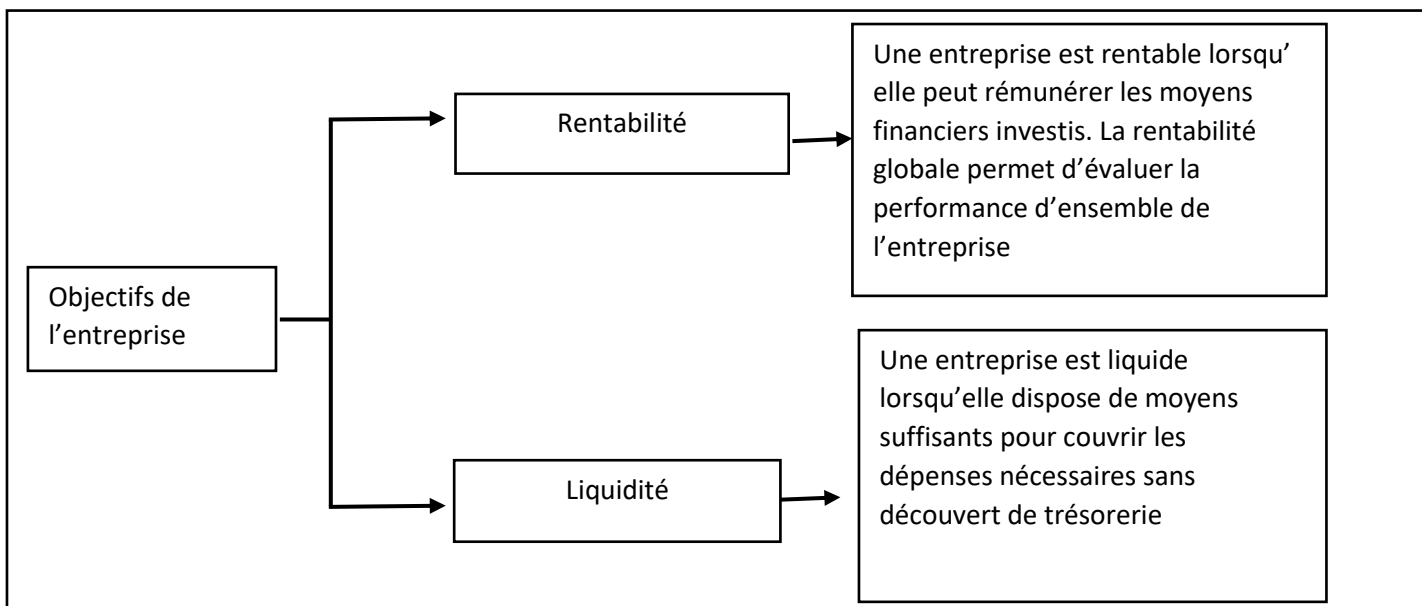 Objectifs de
l’entreprise
Rentabilité
Une entreprise est rentable lorsqu’
elle peut rémunérer les moyens
financiers investis. La rentabilité
globale permet d’évaluer la
performance d’ensemble de
l’entreprise
Liquidité
Une entreprise est liquide
lorsqu’elle dispose de moyens
suffisants pour couvrir les
dépenses nécessaires sans
découvert de trésorerie